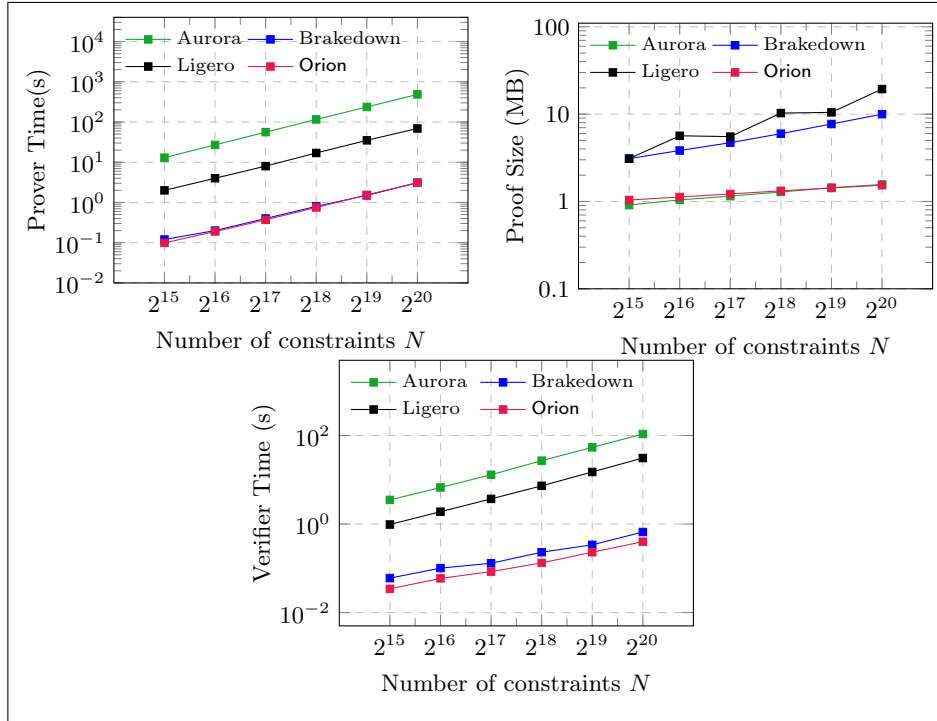 Prover Time(s)
10^4
10^3
10^2
10^1
10^0
10^−1
10^−2
Aurora Brakedown
Ligero Orion
2^15 2^16 2^17 2^18 2^19 2^20
Number of constraints N
Proof Size (MB)
100
10
1
0.1
Aurora Brakedown
Ligero Orion
2^15 2^16 2^17 2^18 2^19 2^20
Number of constraints N
Verifier Time (s)
10^2
10^0
10^−2
Aurora Brakedown
Ligero Orion
2^15 2^16 2^17 2^18 2^19 2^20
Number of constraints N